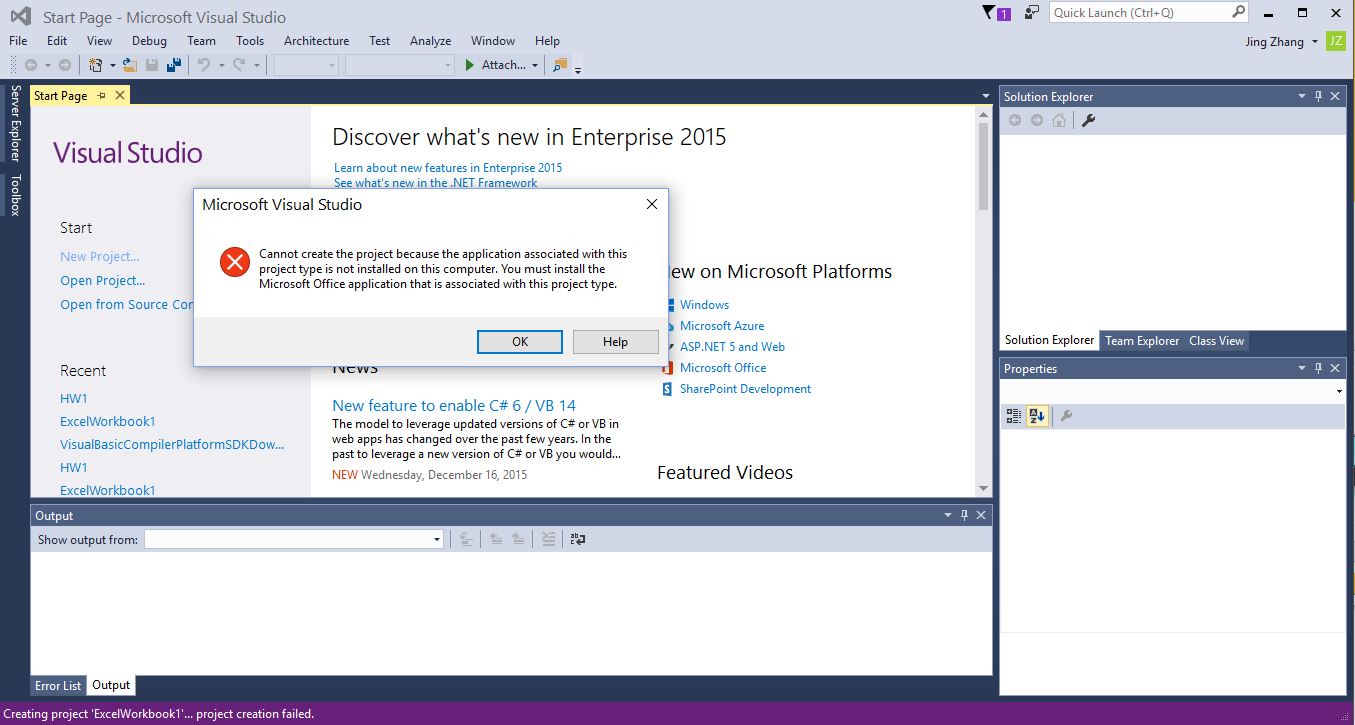 Start Page - Microsoft Visual Studio
1
Quick Launch (Ctrl+Q)
File Edit View Debug Team Tools Architecture Test Analyze Window Help
Jing Zhang JZ
Attach...
Server Explorer
Toolbox
Start Page
Visual Studio
Start
New Project...
Open Project...
Open from Source Con
Recent
HW1
ExcelWorkbook1
VisualBasicCompilerPlatformSDKDow...
HW1
ExcelWorkbook1
Discover what's new in Enterprise 2015
Learn about new features in Enterprise 2015
See what's new in the .NET Framework
Microsoft Visual Studio
Cannot create the project because the application associated with this
project type is not installed on this computer. You must install the
Microsoft Office application that is associated with this project type.
OK Help
News
New feature to enable C# 6 / VB 14
The model to leverage updated versions of C# or VB in
web apps has changed over the past few years. In the
past to leverage a new version of C# or VB you would...
NEW Wednesday, December 16, 2015
ew on Microsoft Platforms
Windows
Microsoft Azure
ASP.NET 5 and Web
Microsoft Office
SharePoint Development
Featured Videos
Solution Explorer
Solution Explorer Team Explorer Class View
Properties
Output
Show output from:
Error List Output
Creating project 'ExcelWorkbook1'... project creation failed.